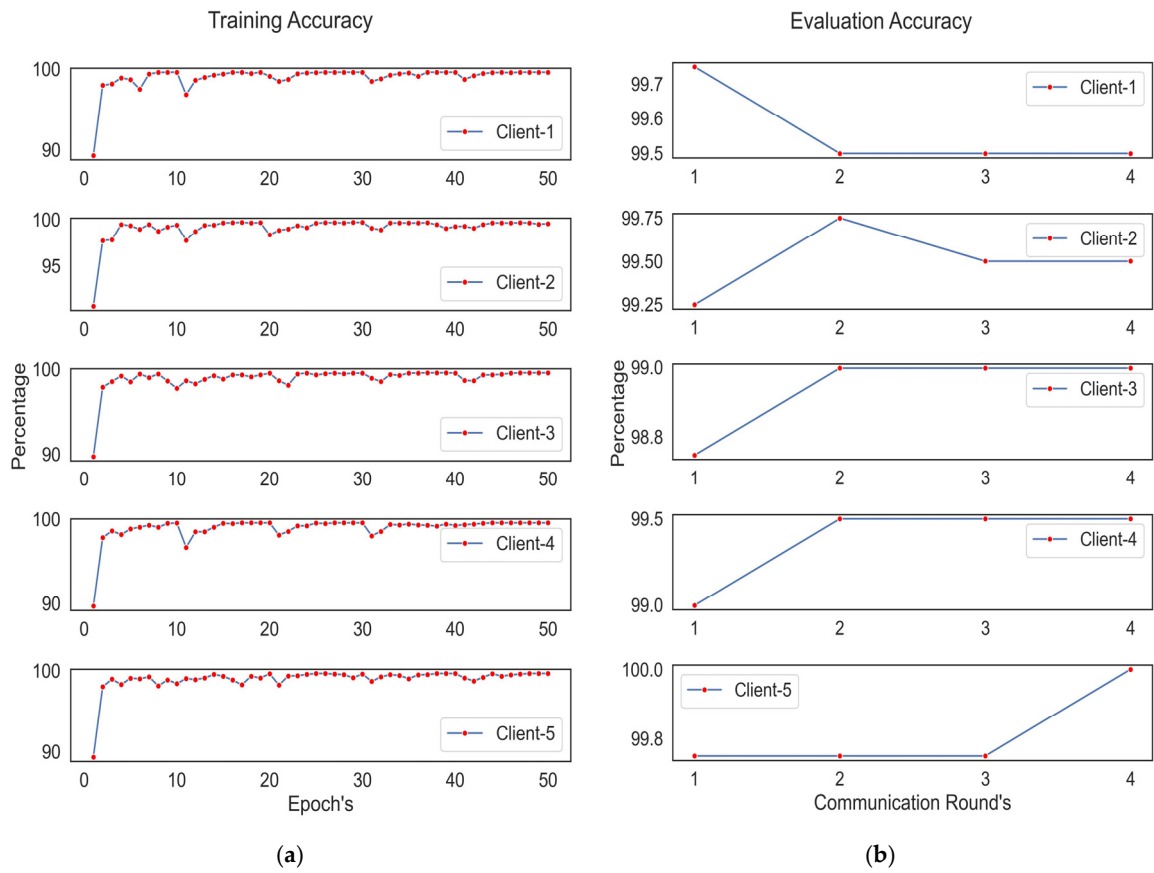 Training Accuracy
100
90
Client-1
0 10 20 30 40 50
100
95
Client-2
0 10 20 30 40 50
Percentage
100
90
Client-3
0 10 20 30 40 50
100
90
Client-4
0 10 20 30 40 50
100
90
Client-5
0 10 20 30 40 50
Epoch's
(a)
Evaluation Accuracy
99.7
99.6
99.5
Client-1
1 2 3 4
99.75
99.50
99.25
Client-2
1 2 3 4
Percentage
99.0
98.8
Client-3
1 2 3 4
99.5
99.0
Client-4
1 2 3 4
100.0
99.8
Client-5
1 2 3 4
Communication Round's
(b)